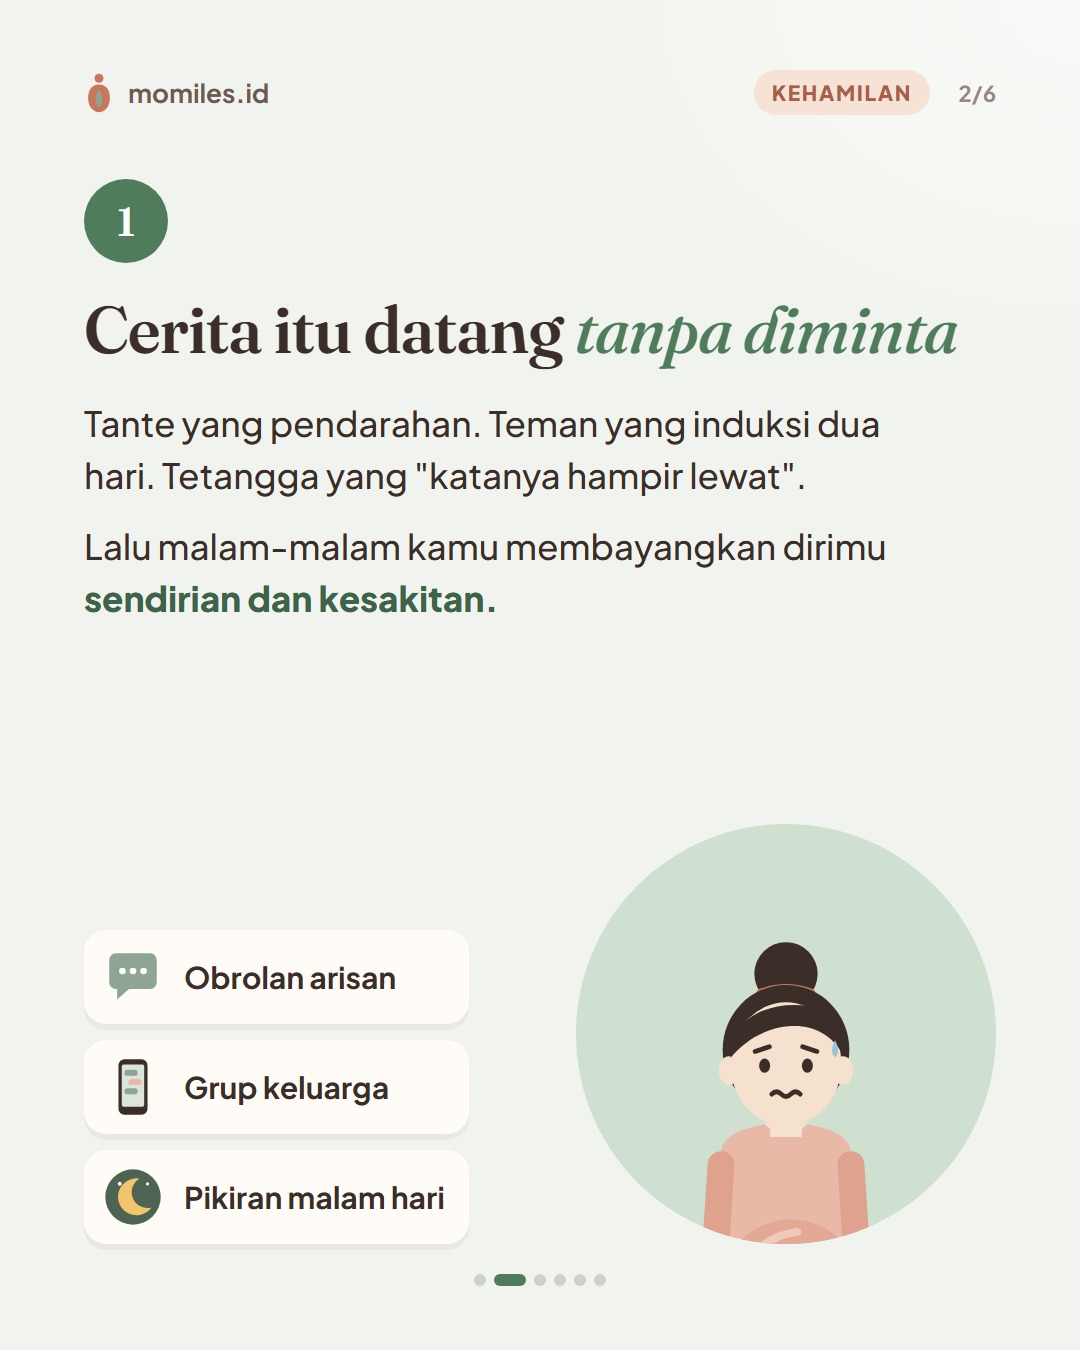 momiles.id
KEHAMILAN
2/6
1
Cerita itu datang tanpa diminta
Tante yang pendarahan. Teman yang induksi dua
hari. Tetangga yang "katanya hampir lewat".
Lalu malam-malam kamu membayangkan dirimu
sendirian dan kesakitan.
Obrolan arisan
Grup keluarga
Pikiran malam hari